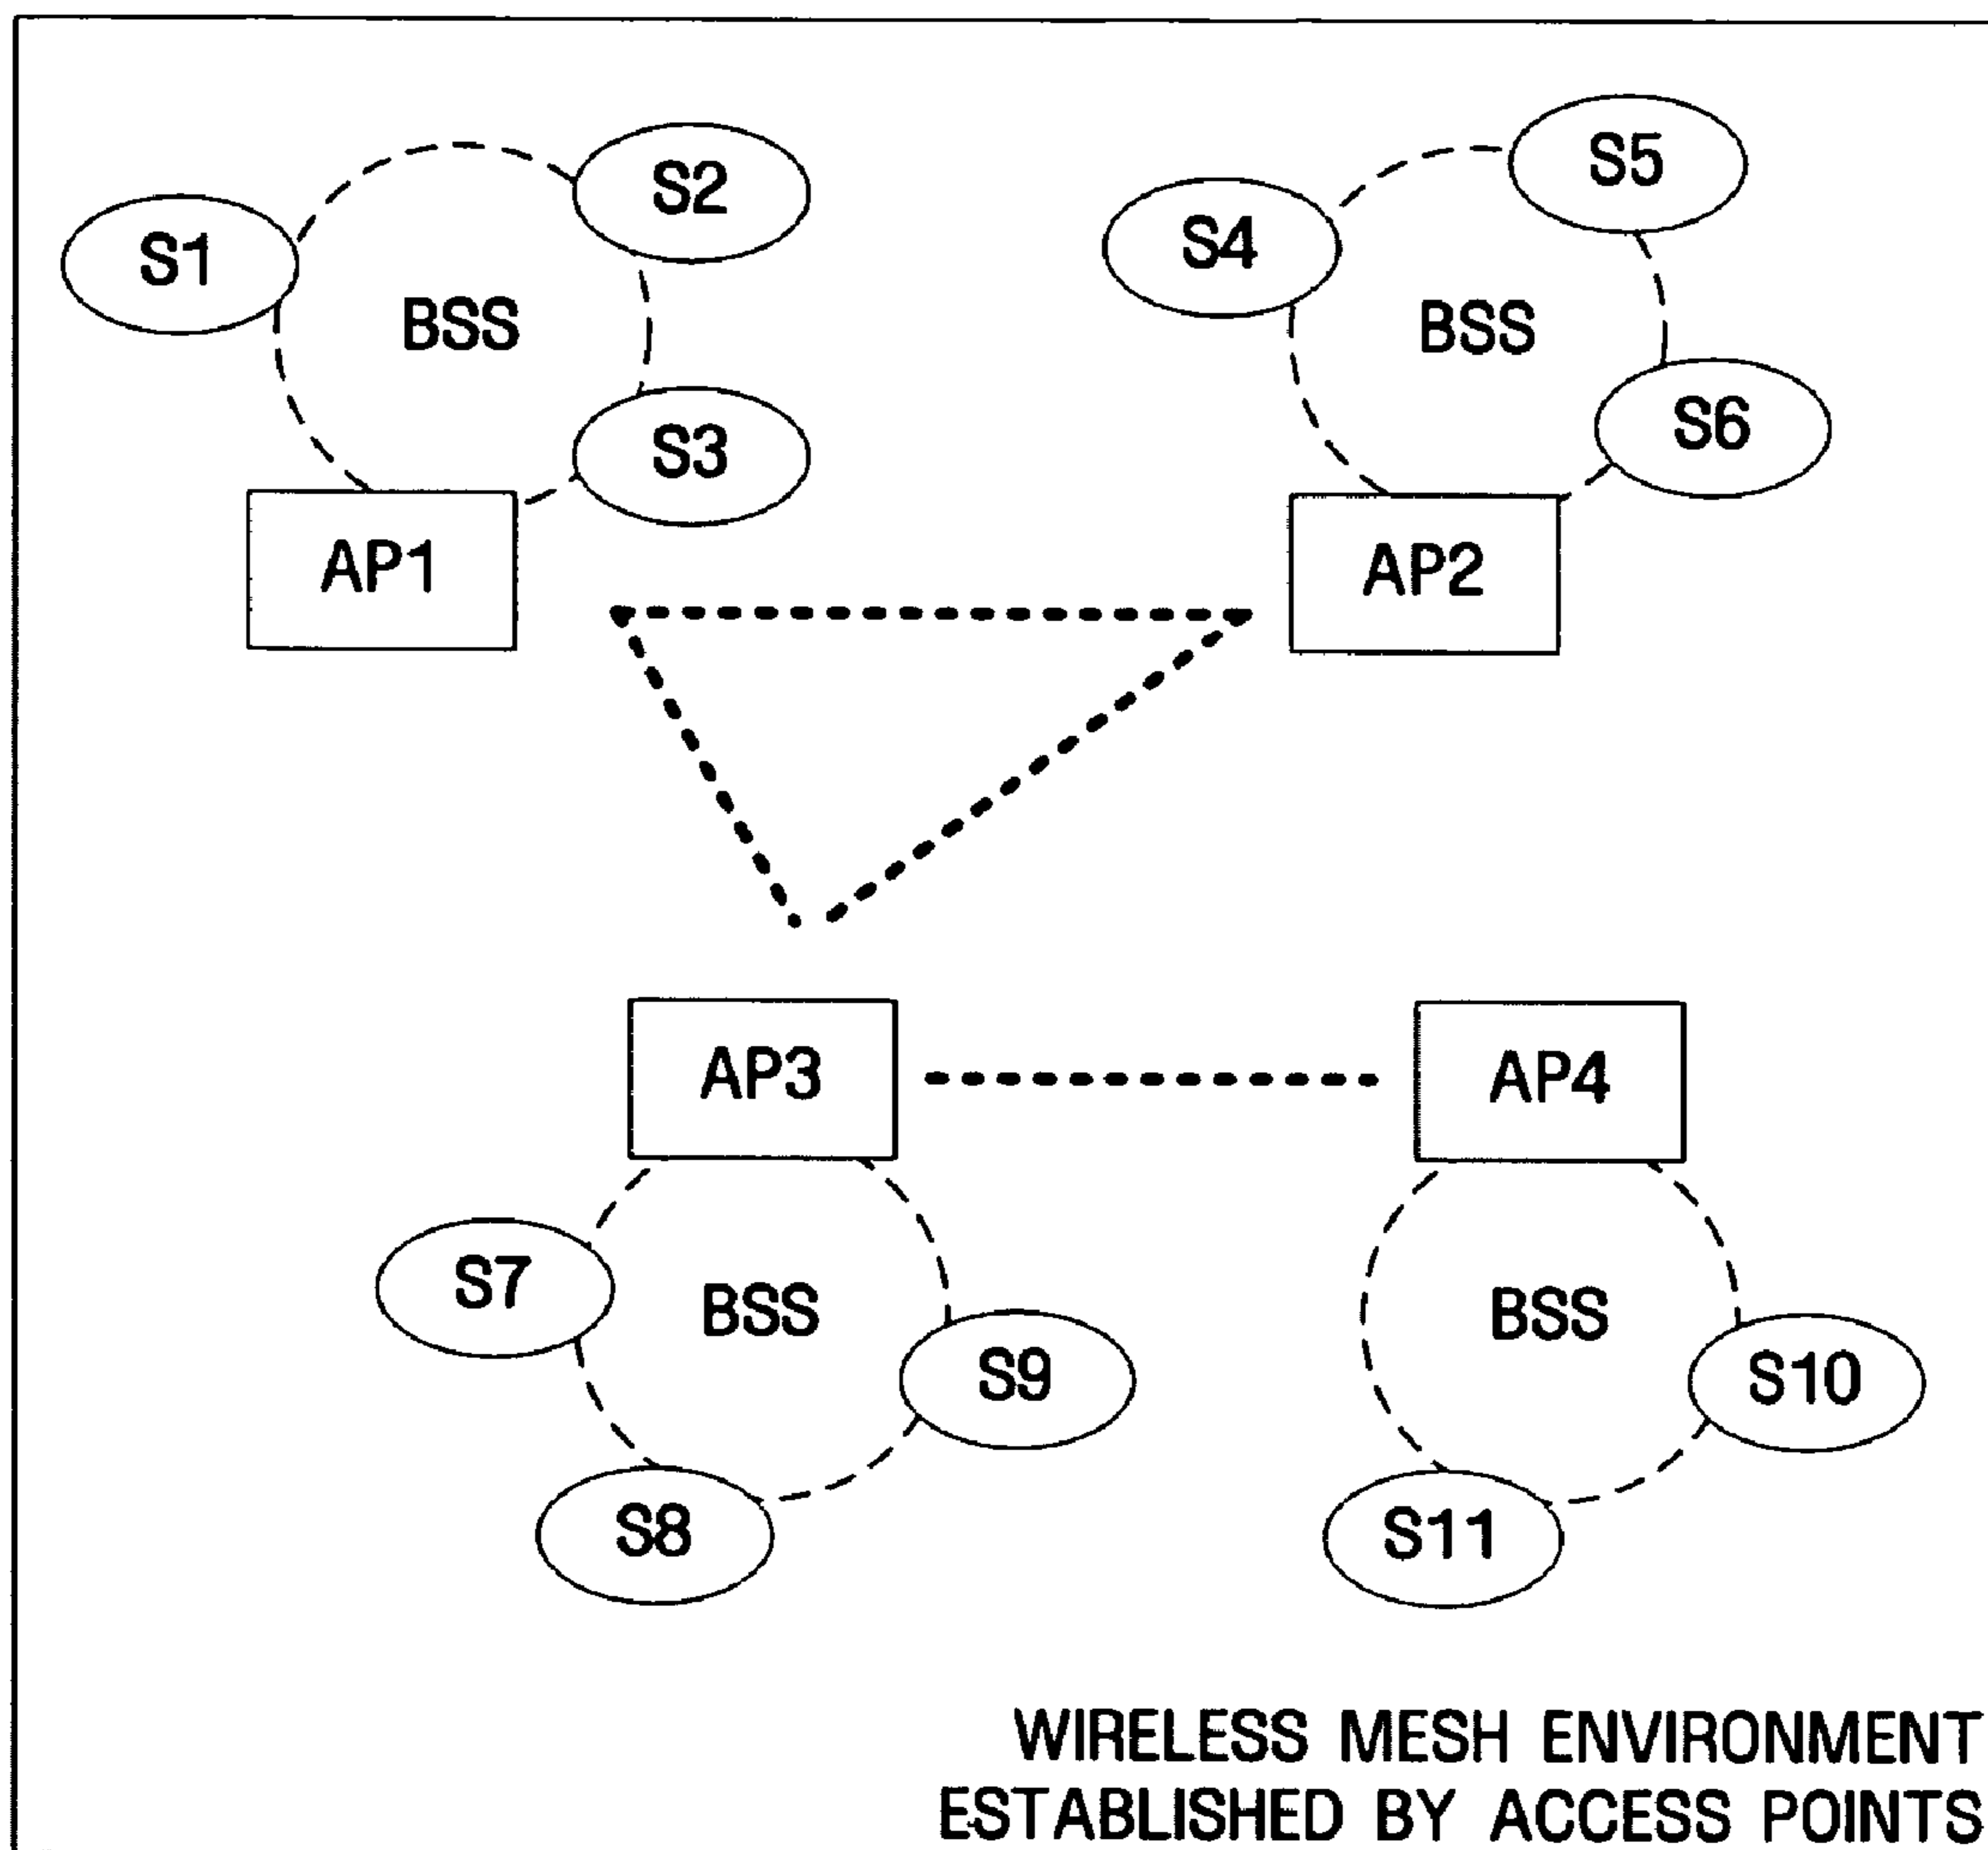 S1
S2
BSS
S3
AP1
S4
S5
BSS
S6
AP2
AP3
AP4
S7
BSS
S9
S8
BSS
S10
S11
WIRELESS MESH ENVIRONMENT
ESTABLISHED BY ACCESS POINTS